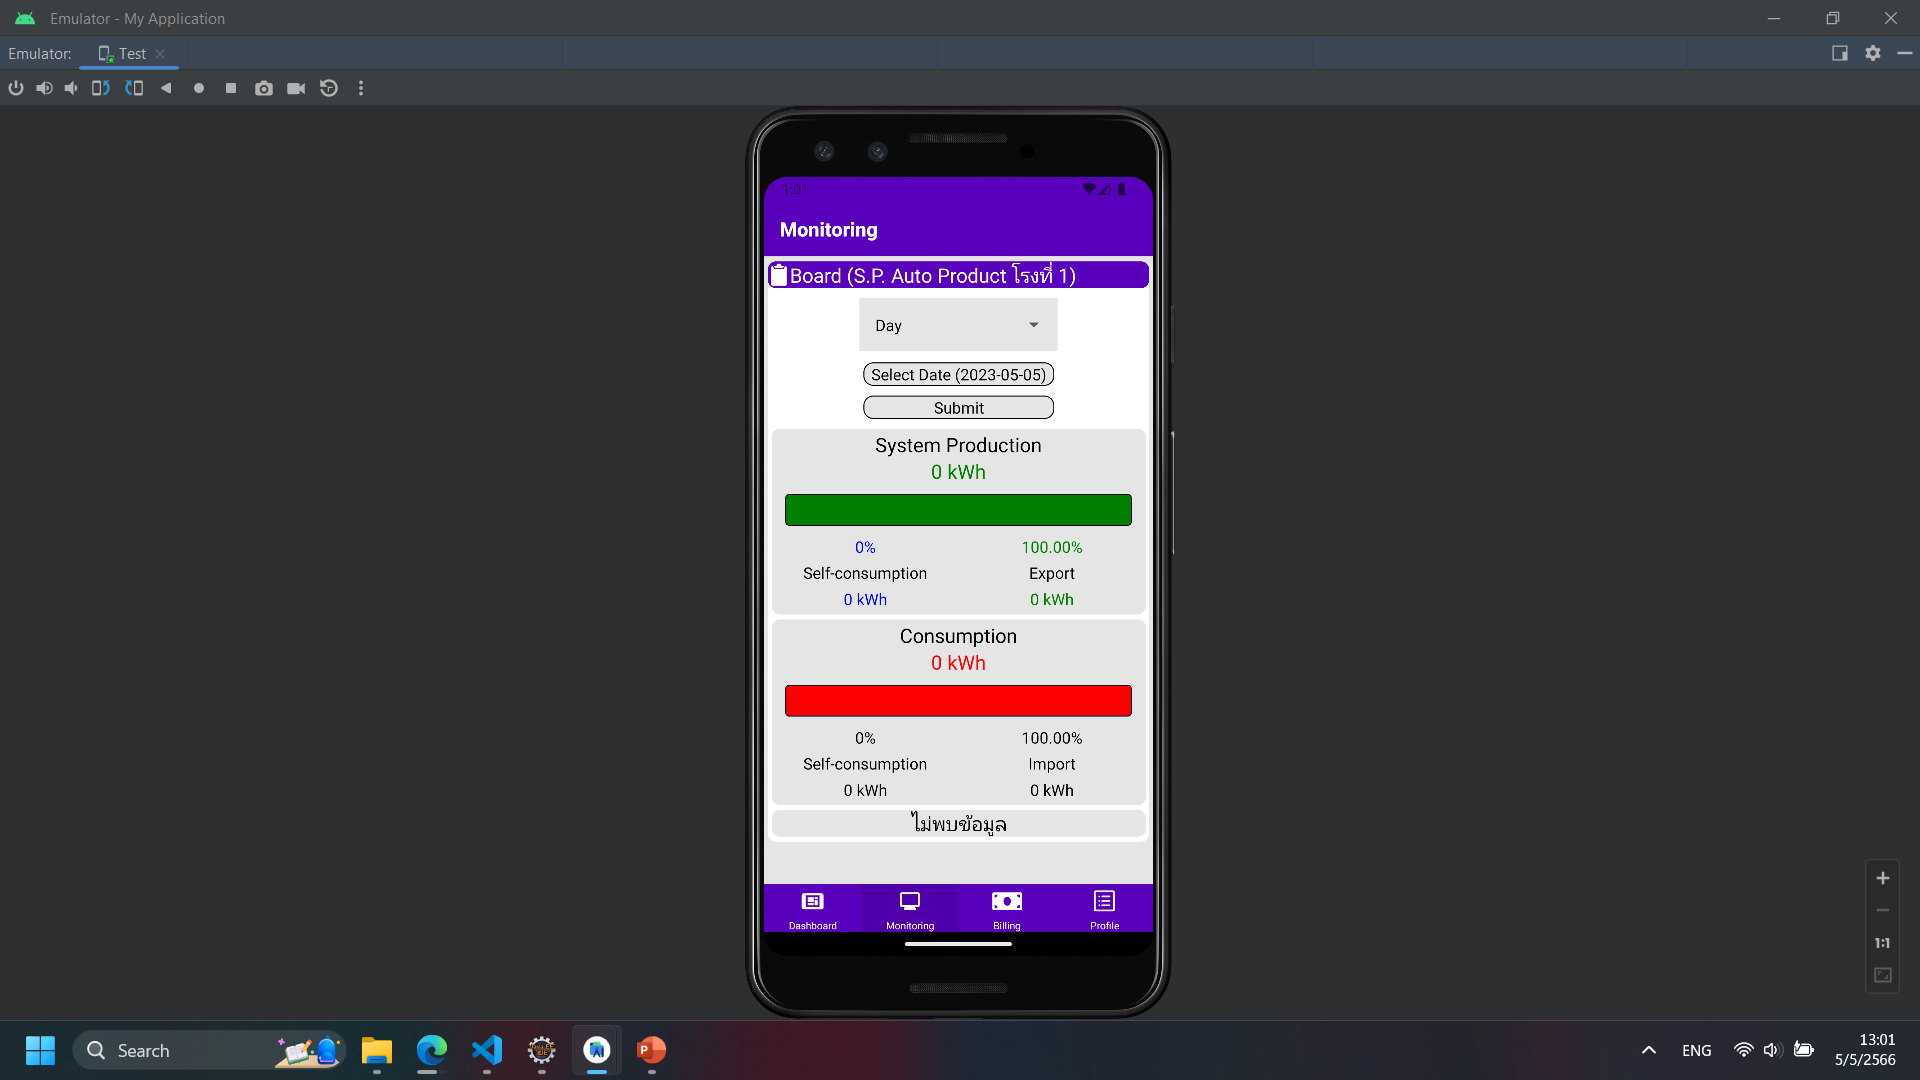 Emulator - My Application
Emulator: Test
1:01
Monitoring
Board (S.P. Auto Product โรงที่ 1)
Day
Select Date (2023-05-05)
Submit
System Production
0 kWh
0% 100.00%
Self-consumption Export
0 kWh 0 kWh
Consumption
0 kWh
0% 100.00%
Self-consumption Import
0 kWh 0 kWh
ไม่พบข้อมูล
Dashboard Monitoring Billing Profile
1:1
Search ENG 13:01
5/5/2566